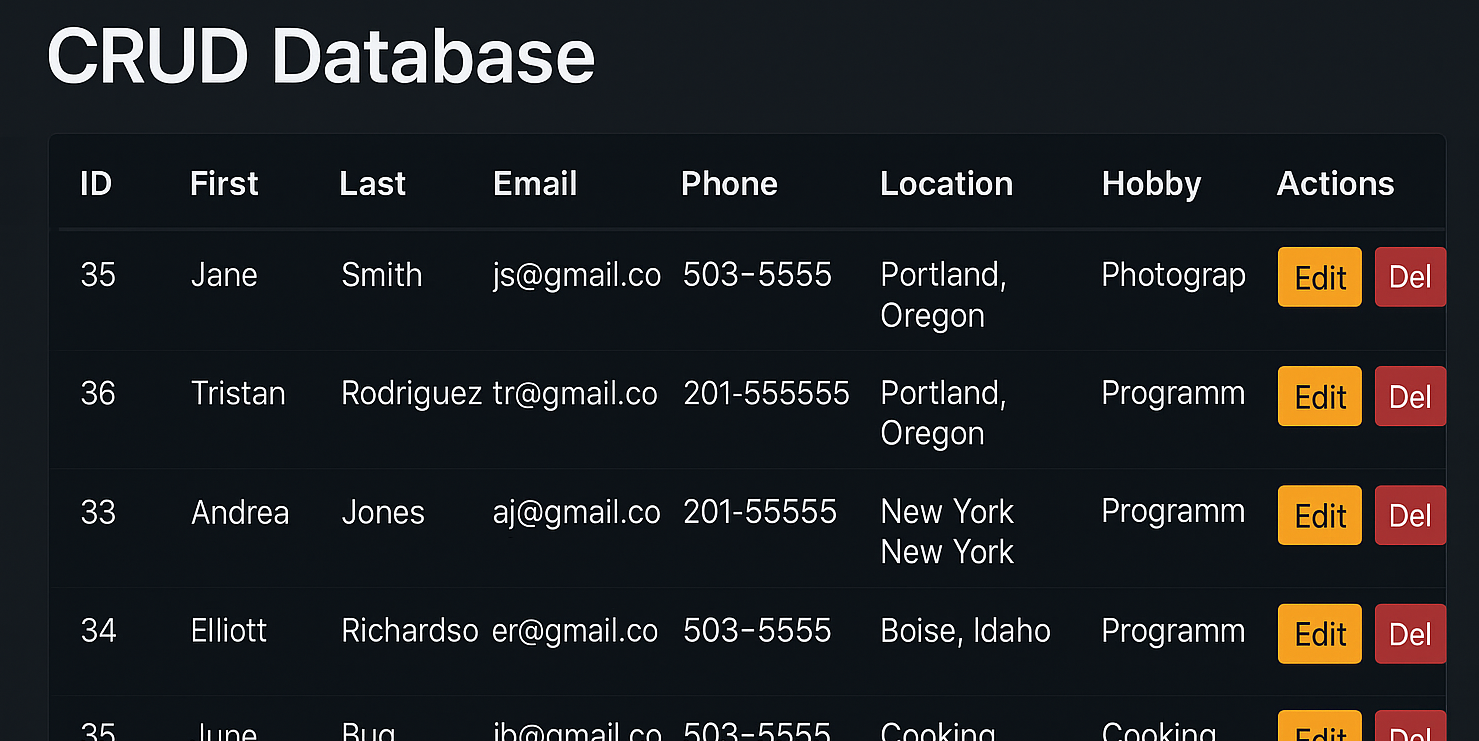 CRUD Database
ID First Last Email Phone Location Hobby Actions
35 Jane Smith js@gmail.co 503-5555 Portland, Photograp Edit Del
Oregon
36 Tristan Rodriguez tr@gmail.co 201-555555 Portland, Programm Edit Del
Oregon
33 Andrea Jones aj@gmail.co 201-55555 New York Programm Edit Del
New York
34 Elliott Richardso er@gmail.co 503-5555 Boise, Idaho Programm Edit Del
35 June Bug jb@gmail.co 503-5555 Cooking Cooking Edit Del